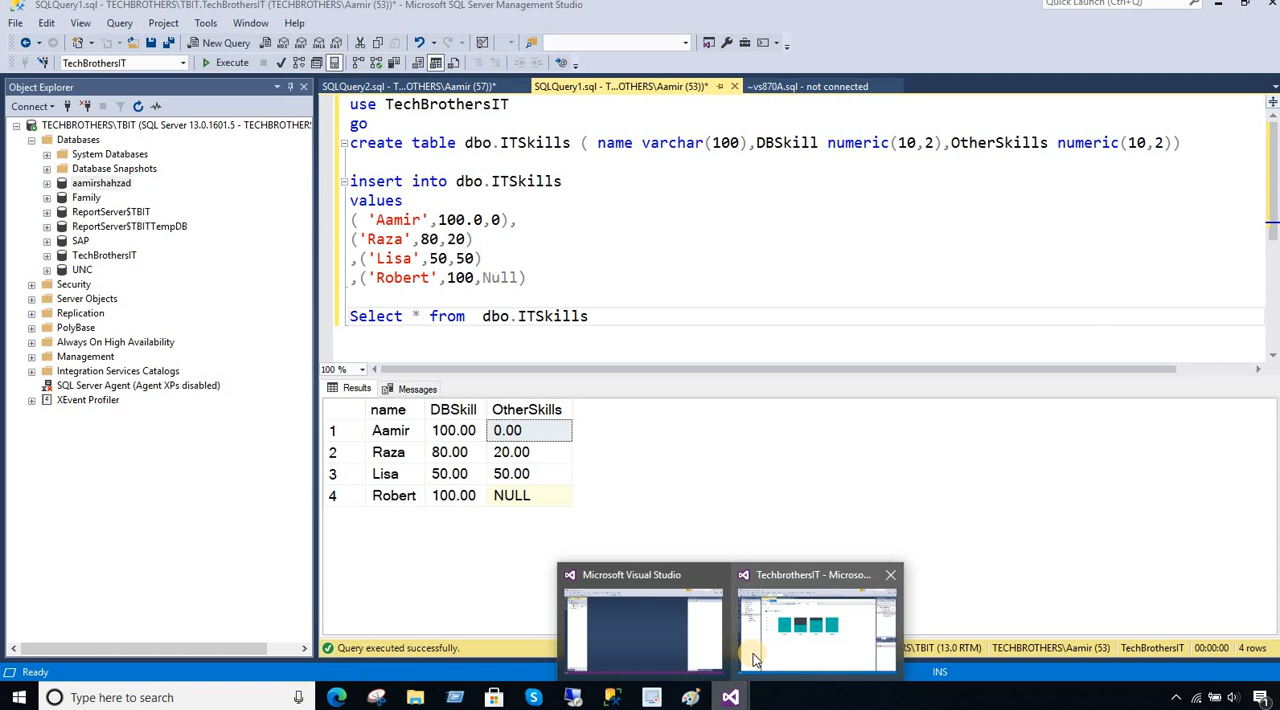 SQLQuery1.sql - TECHBROTHERS\TBIT.TechBrothersIT (TECHBROTHERS\Aamir (53))* - Microsoft SQL Server Management Studio
Quick Launch (Ctrl+Q)
File Edit View Query Project Tools Window Help
New Query
TechBrothersIT Execute
Object Explorer
SQLQuery2.sql - T...OTHERS\Aamir (57))* SQLQuery1.sql - T...OTHERS\Aamir (53))* ~vs870A.sql - not connected
Connect
TECHBROTHERS\TBIT (SQL Server 13.0.1601.5 - TECHBROTHERS
Databases
System Databases
Database Snapshots
aamirshahzad
Family
ReportServer$TBIT
ReportServer$TBITTempDB
SAP
TechBrothersIT
UNC
Security
Server Objects
Replication
PolyBase
Always On High Availability
Management
Integration Services Catalogs
SQL Server Agent (Agent XPs disabled)
XEvent Profiler
use TechBrothersIT
go
create table dbo.ITSkills ( name varchar(100),DBSkill numeric(10,2),OtherSkills numeric(10,2))
insert into dbo.ITSkills
values
( 'Aamir',100.0,0),
('Raza',80,20)
,('Lisa',50,50)
,('Robert',100,Null)
Select * from  dbo.ITSkills
100 %
Results Messages
name DBSkill OtherSkills
1 Aamir 100.00 0.00
2 Raza 80.00 20.00
3 Lisa 50.00 50.00
4 Robert 100.00 NULL
Microsoft Visual Studio
TechbrothersIT - Microso...
Query executed successfully.
RS\TBIT (13.0 RTM) TECHBROTHERS\Aamir (53) TechBrothersIT 00:00:00 4 rows
Ready
INS
Type here to search